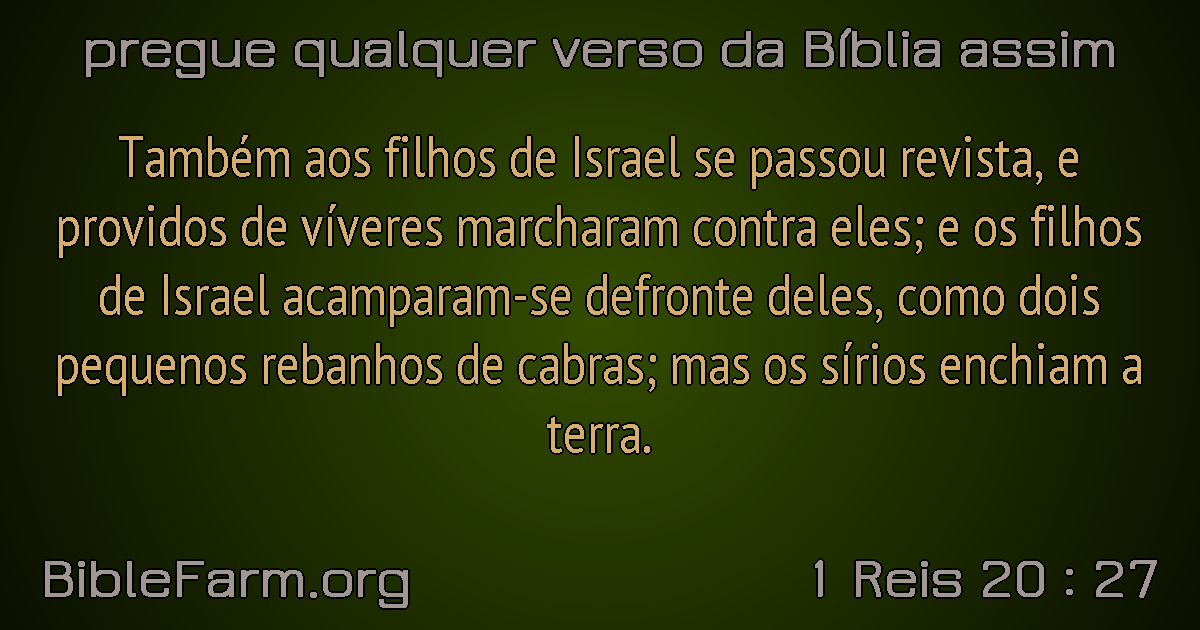 pregue qualquer verso da Bíblia assim
Também aos filhos de Israel se passou revista, e
providos de víveres marcharam contra eles; e os filhos
de Israel acamparam-se defronte deles, como dois
pequenos rebanhos de cabras; mas os sírios enchiam a
terra.
BibleFarm.org
1 Reis 20 : 27